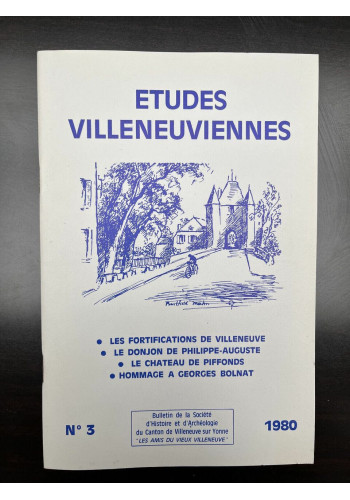 ETUDES
VILLENEUVIENNES
• LES FORTIFICATIONS DE VILLENEUVE
• LE DONJON DE PHILIPPE-AUGUSTE
• LE CHATEAU DE PIFFONDS
• HOMMAGE A GEORGES BOLNAT
N° 3
Bulletin de la Société
d'Histoire et d'Archéologie
du Canton de Villeneuve sur Yonne
"LES AMIS DU VIEUX VILLENEUVE"
1980